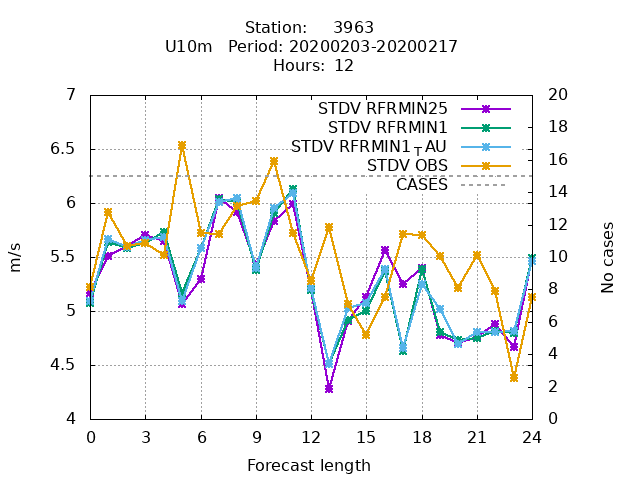 Station: 3963
U10m Period: 20200203-20200217
Hours: 12
7
6.5
6
5.5
5
4.5
4
20
18
16
14
12
10
8
6
4
2
0
STDV RFRMIN25
STDV RFRMIN1
STDV RFRMIN1TAU
STDV OBS
CASES
m/s
No cases
0 3 6 9 12 15 18 21 24
Forecast length